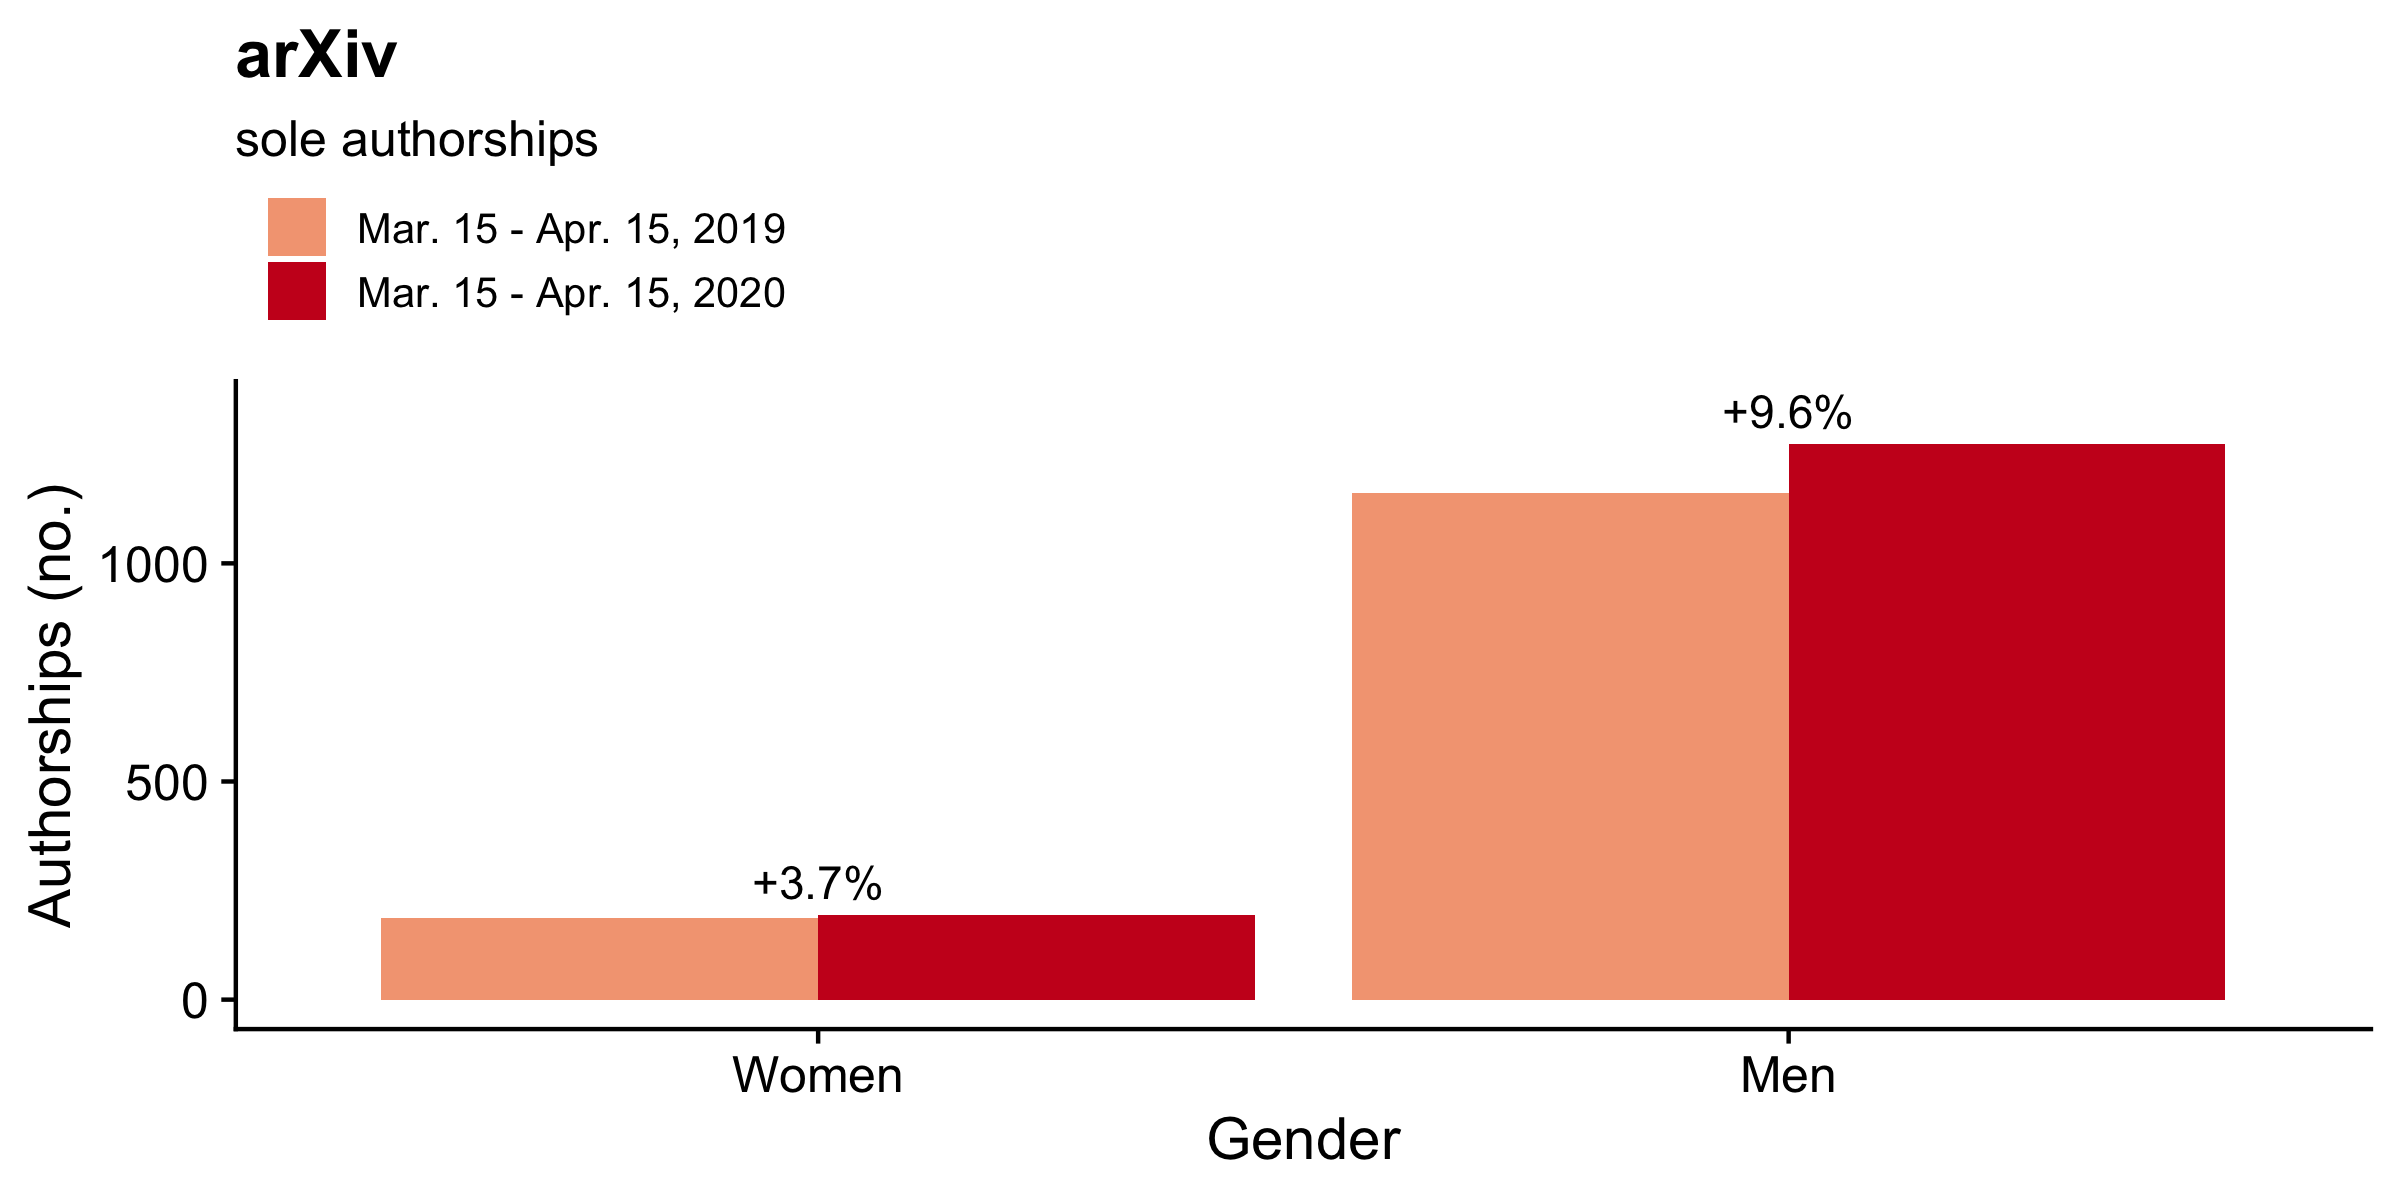 arXiv
sole authorships
Mar. 15 - Apr. 15, 2019
Mar. 15 - Apr. 15, 2020
Authorships (no.)
1000
500
0
+3.7%
+9.6%
Women
Men
Gender